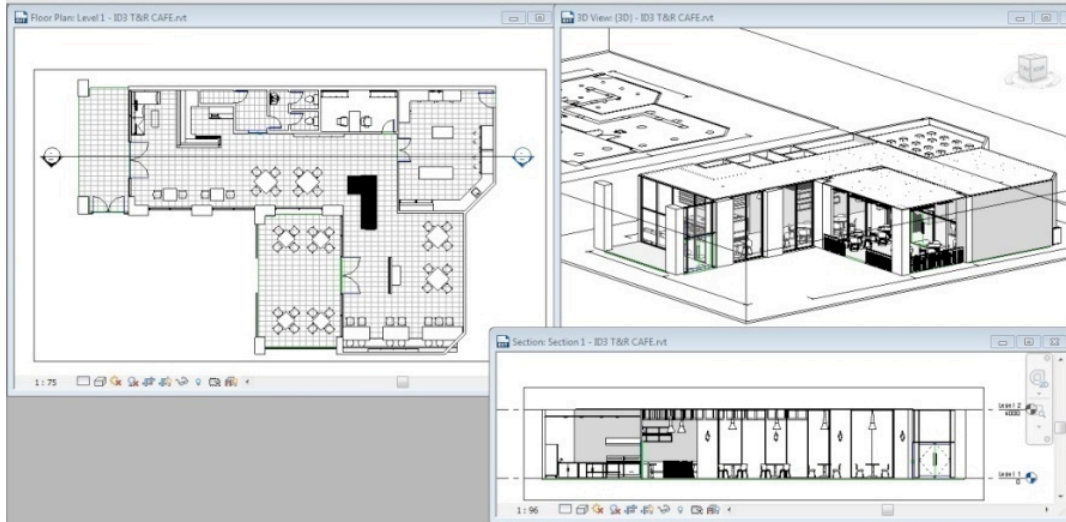 Floor Plan: Level 1 - ID3 T&R CAFE.rvt
3D View: {3D} - ID3 T&R CAFE.rvt
1 : 75
Section: Section 1 - ID3 T&R CAFE.rvt
Level 2
4000
Level 1
0
1 : 96